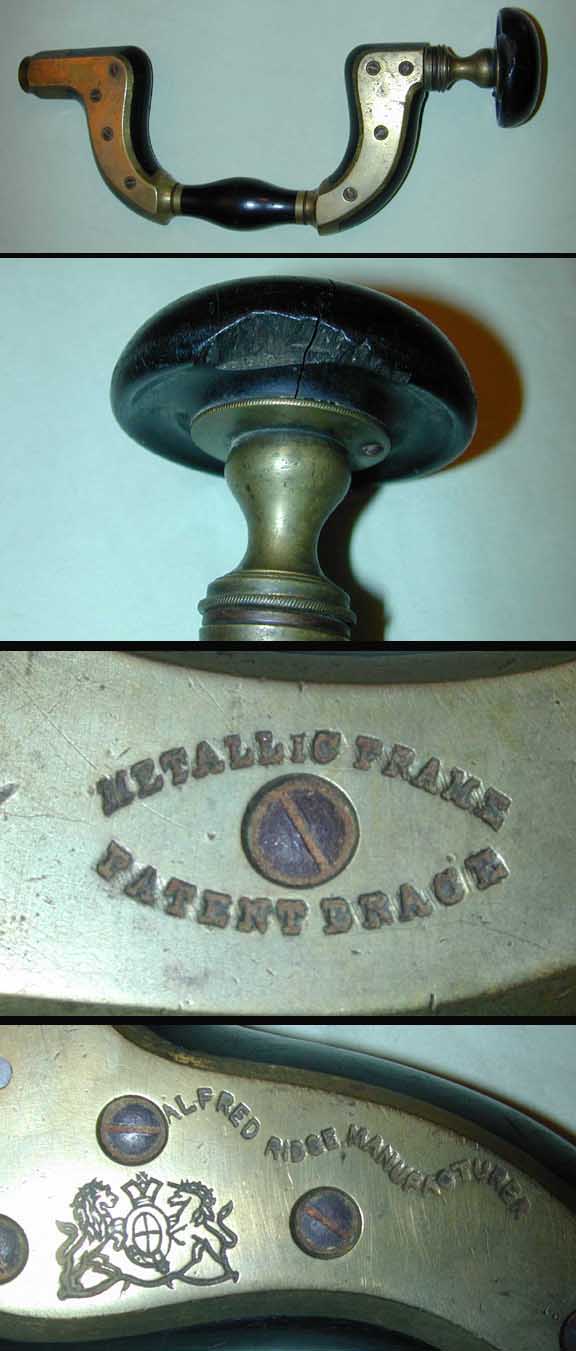 METALLIC FRAME
PATENT BRACE
ALFRED RIDGE MANUFACTURER